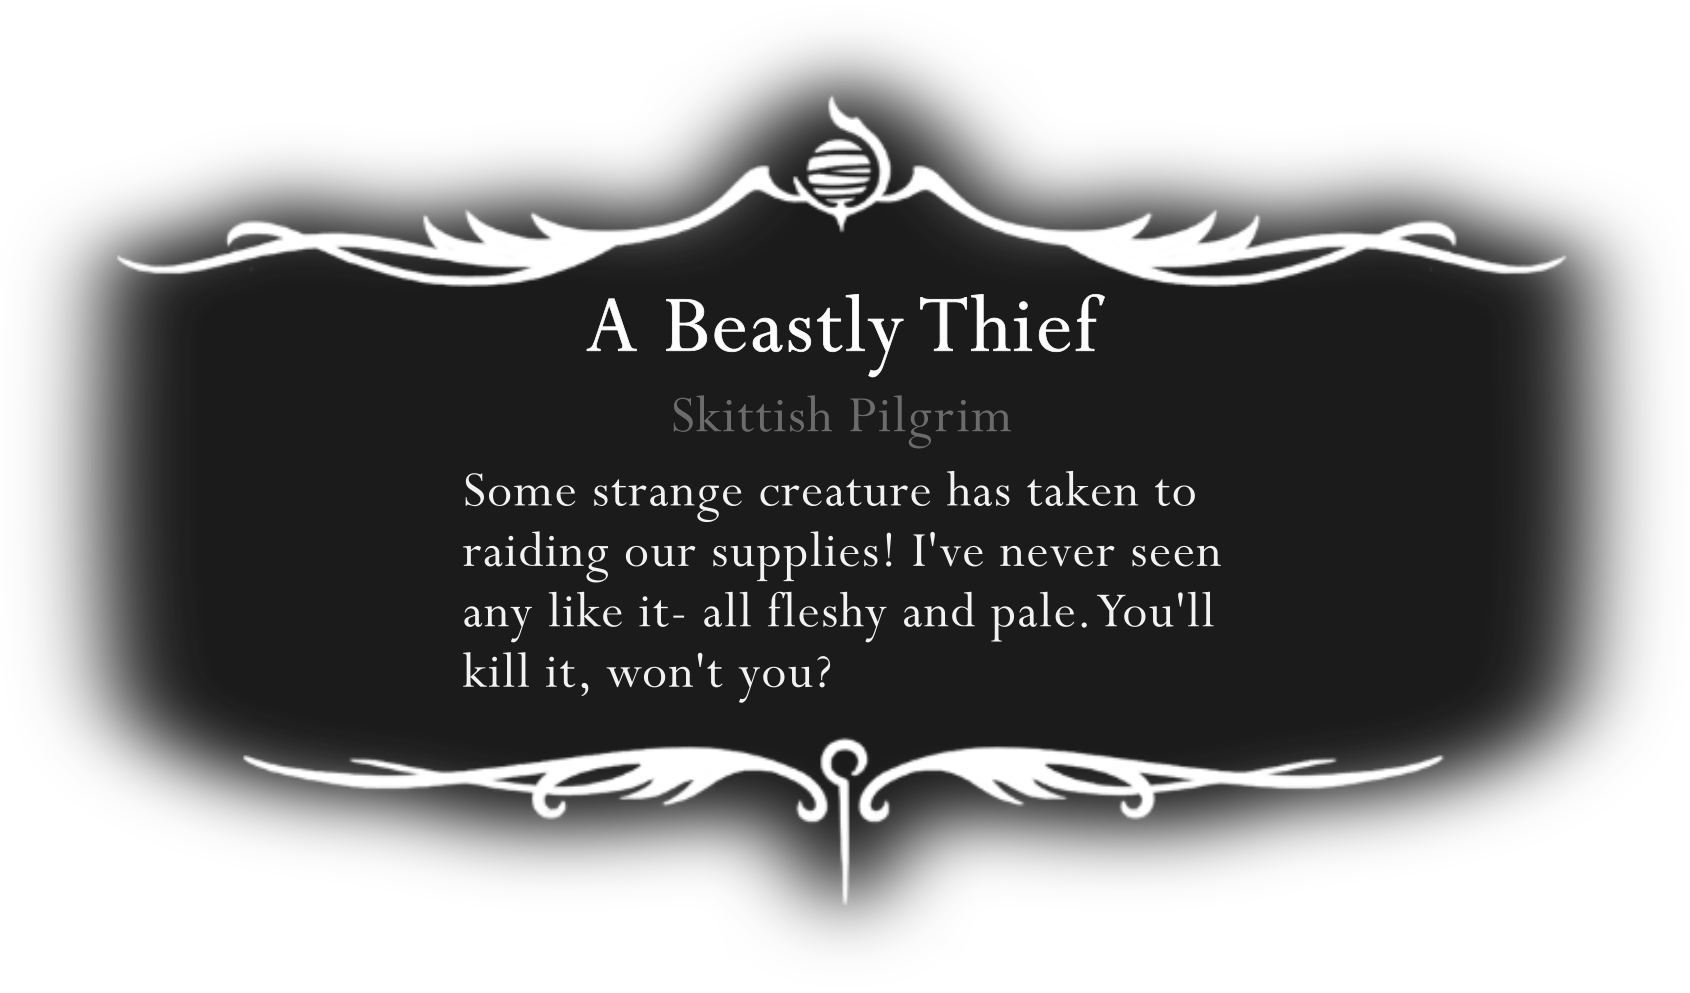 A Beastly Thief
Skittish Pilgrim
Some strange creature has taken to
raiding our supplies! I've never seen
any like it- all fleshy and pale. You'll
kill it, won't you?